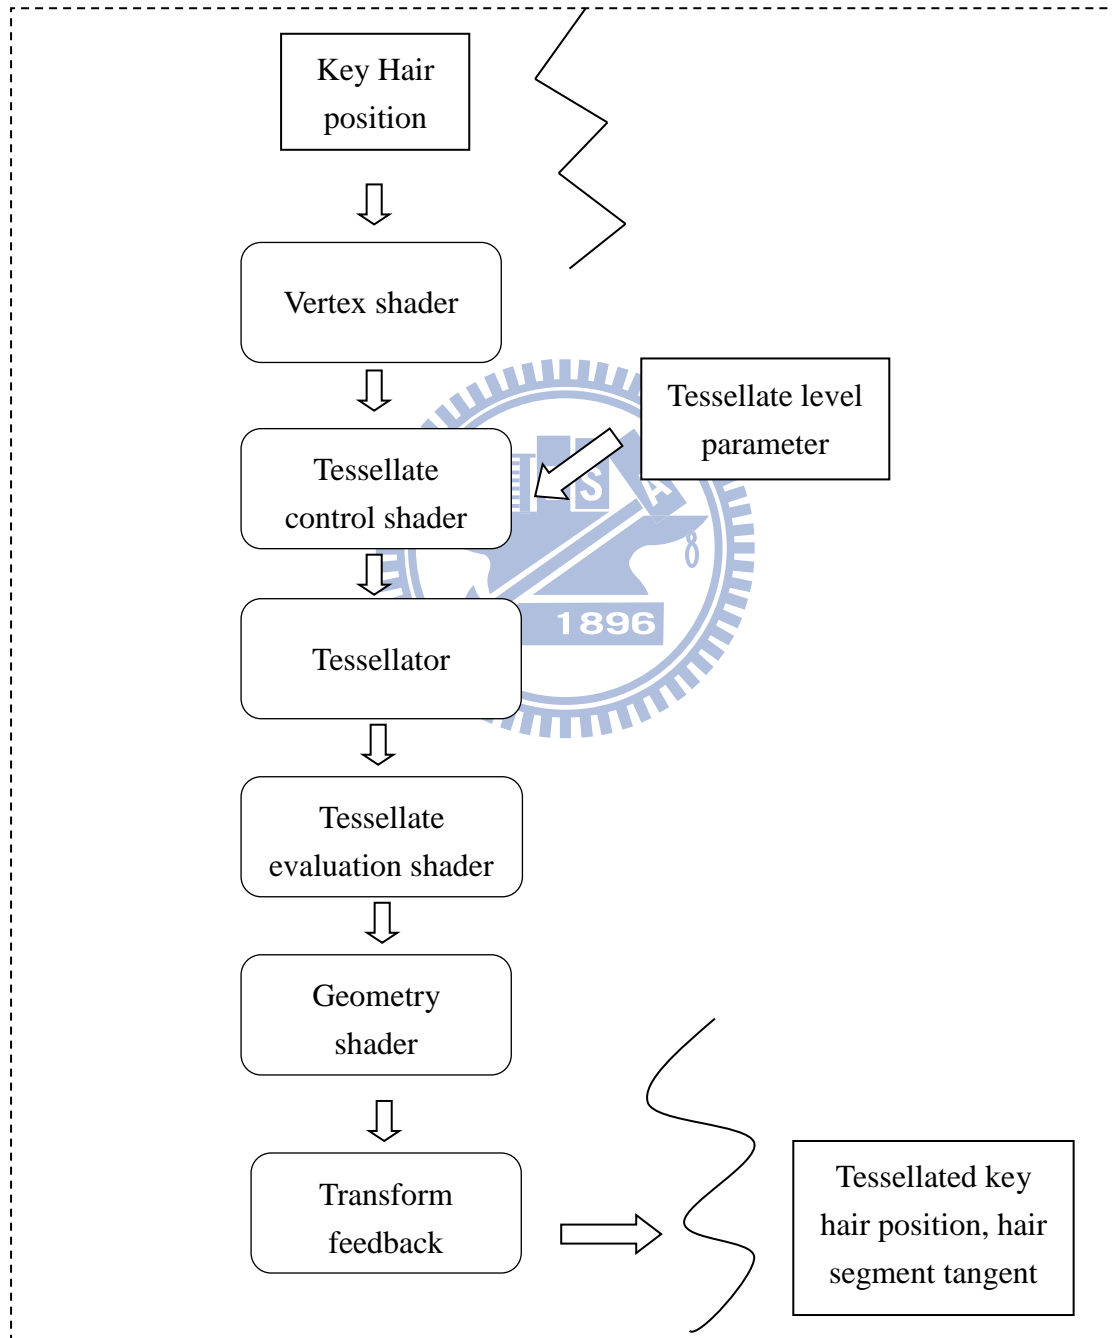 Key Hair
position
Vertex shader
Tessellate level
parameter
Tessellate
control shader
S
A
Tessellator
1896
Tessellate
evaluation shader
Geometry
shader
Transform
feedback
Tessellated key
hair position, hair
segment tangent